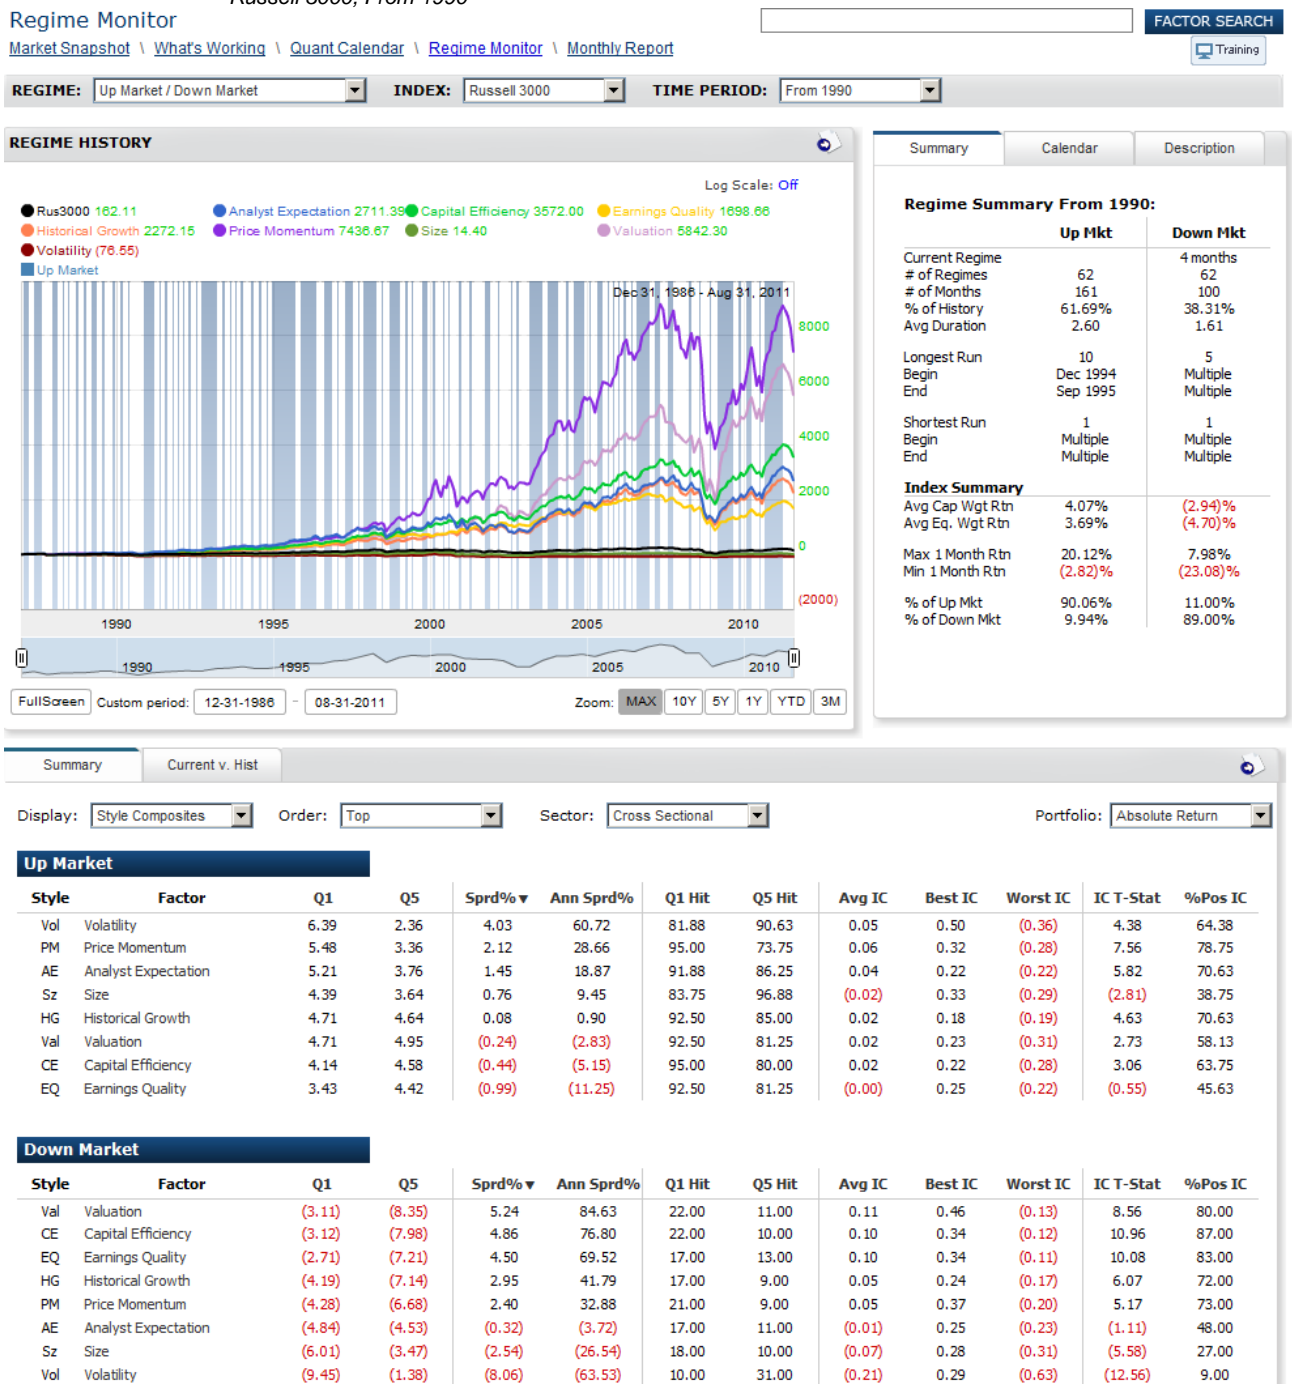 Russell 3000, From 1990
Regime Monitor
FACTOR SEARCH
Market Snapshot \ What's Working \ Quant Calendar \ Regime Monitor \ Monthly Report
Training
REGIME: Up Market / Down Market INDEX: Russell 3000 TIME PERIOD: From 1990
REGIME HISTORY
Log Scale: Off
Rus3000 162.11 Analyst Expectation 2711.39 Capital Efficiency 3572.00 Earnings Quality 1698.66
Historical Growth 2272.15 Price Momentum 7436.67 Size 14.40 Valuation 5842.30
Volatility (76.55)
Up Market
Dec 31, 1986 - Aug 31, 2011
8000
6000
4000
2000
0
(2000)
1990 1995 2000 2005 2010
1990 1995 2000 2005 2010
FullScreen Custom period: 12-31-1986 - 08-31-2011 Zoom: MAX 10Y 5Y 1Y YTD 3M
Summary Calendar Description
Regime Summary From 1990:
Up Mkt Down Mkt
Current Regime 4 months
# of Regimes 62 62
# of Months 161 100
% of History 61.69% 38.31%
Avg Duration 2.60 1.61
Longest Run 10 5
Begin Dec 1994 Multiple
End Sep 1995 Multiple
Shortest Run 1 1
Begin Multiple Multiple
End Multiple Multiple
Index Summary
Avg Cap Wgt Rtn 4.07% (2.94)%
Avg Eq. Wgt Rtn 3.69% (4.70)%
Max 1 Month Rtn 20.12% 7.98%
Min 1 Month Rtn (2.82)% (23.08)%
% of Up Mkt 90.06% 11.00%
% of Down Mkt 9.94% 89.00%
Summary Current v. Hist
Display: Style Composites Order: Top Sector: Cross Sectional Portfolio: Absolute Return
Up Market
Style Factor Q1 Q5 Sprd%▼ Ann Sprd% Q1 Hit Q5 Hit Avg IC Best IC Worst IC IC T-Stat %Pos IC
Vol Volatility 6.39 2.36 4.03 60.72 81.88 90.63 0.05 0.50 (0.36) 4.38 64.38
PM Price Momentum 5.48 3.36 2.12 28.66 95.00 73.75 0.06 0.32 (0.28) 7.56 78.75
AE Analyst Expectation 5.21 3.76 1.45 18.87 91.88 86.25 0.04 0.22 (0.22) 5.82 70.63
Sz Size 4.39 3.64 0.76 9.45 83.75 96.88 (0.02) 0.33 (0.29) (2.81) 38.75
HG Historical Growth 4.71 4.64 0.08 0.90 92.50 85.00 0.02 0.18 (0.19) 4.63 70.63
Val Valuation 4.71 4.95 (0.24) (2.83) 92.50 81.25 0.02 0.23 (0.31) 2.73 58.13
CE Capital Efficiency 4.14 4.58 (0.44) (5.15) 95.00 80.00 0.02 0.22 (0.28) 3.06 63.75
EQ Earnings Quality 3.43 4.42 (0.99) (11.25) 92.50 81.25 (0.00) 0.25 (0.22) (0.55) 45.63
Down Market
Style Factor Q1 Q5 Sprd%▼ Ann Sprd% Q1 Hit Q5 Hit Avg IC Best IC Worst IC IC T-Stat %Pos IC
Val Valuation (3.11) (8.35) 5.24 84.63 22.00 11.00 0.11 0.46 (0.13) 8.56 80.00
CE Capital Efficiency (3.12) (7.98) 4.86 76.80 22.00 10.00 0.10 0.34 (0.12) 10.96 87.00
EQ Earnings Quality (2.71) (7.21) 4.50 69.52 17.00 13.00 0.10 0.34 (0.11) 10.08 83.00
HG Historical Growth (4.19) (7.14) 2.95 41.79 17.00 9.00 0.05 0.24 (0.17) 6.07 72.00
PM Price Momentum (4.28) (6.68) 2.40 32.88 21.00 9.00 0.05 0.37 (0.20) 5.17 73.00
AE Analyst Expectation (4.84) (4.53) (0.32) (3.72) 17.00 11.00 (0.01) 0.25 (0.23) (1.11) 48.00
Sz Size (6.01) (3.47) (2.54) (26.54) 18.00 10.00 (0.07) 0.28 (0.31) (5.58) 27.00
Vol Volatility (9.45) (1.38) (8.06) (63.53) 10.00 31.00 (0.21) 0.29 (0.63) (12.56) 9.00